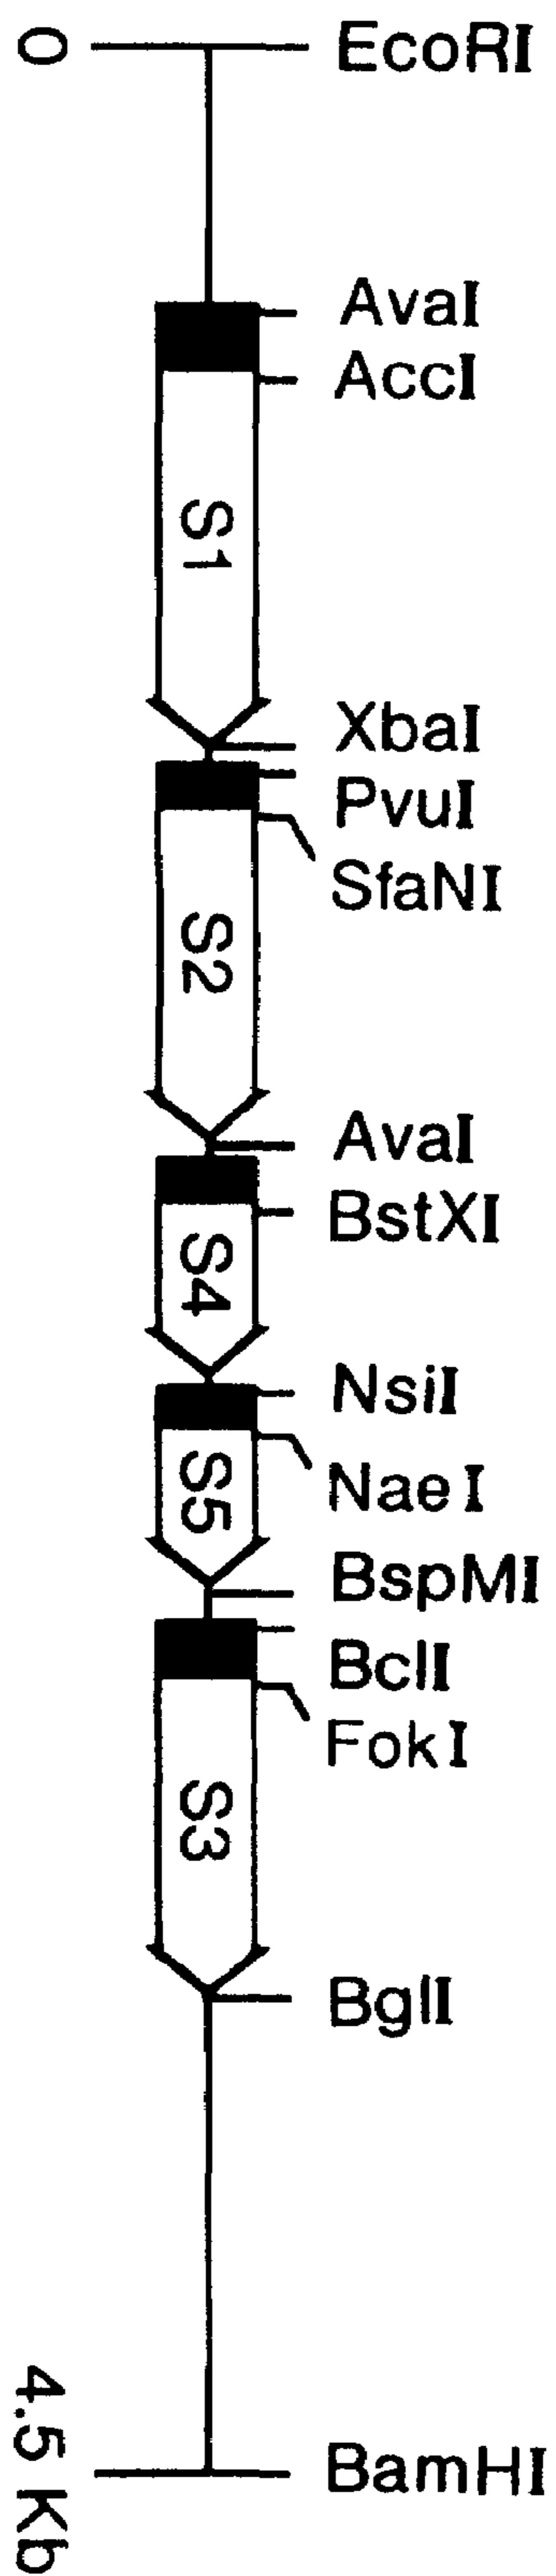 0
EcoRI
AvaI
AccI
S1
XbaI
PvuI
SfaNI
S2
AvaI
BstXI
S4
NsiI
NaeI
S5
BspMI
BclI
FokI
S3
BglI
BamHI
4.5 Kb